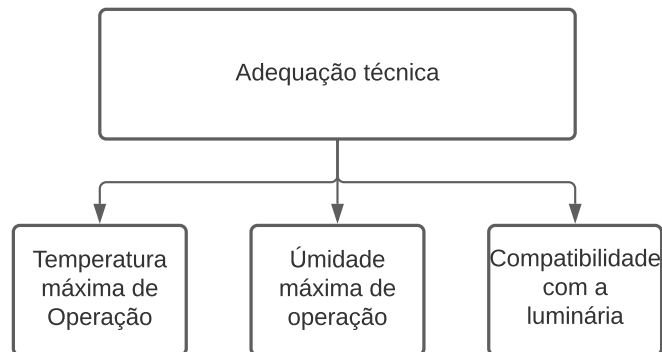 Adequação técnica
Temperatura
máxima de
Operação
Úmidade
máxima de
operação
Compatibilidade
com a
luminária